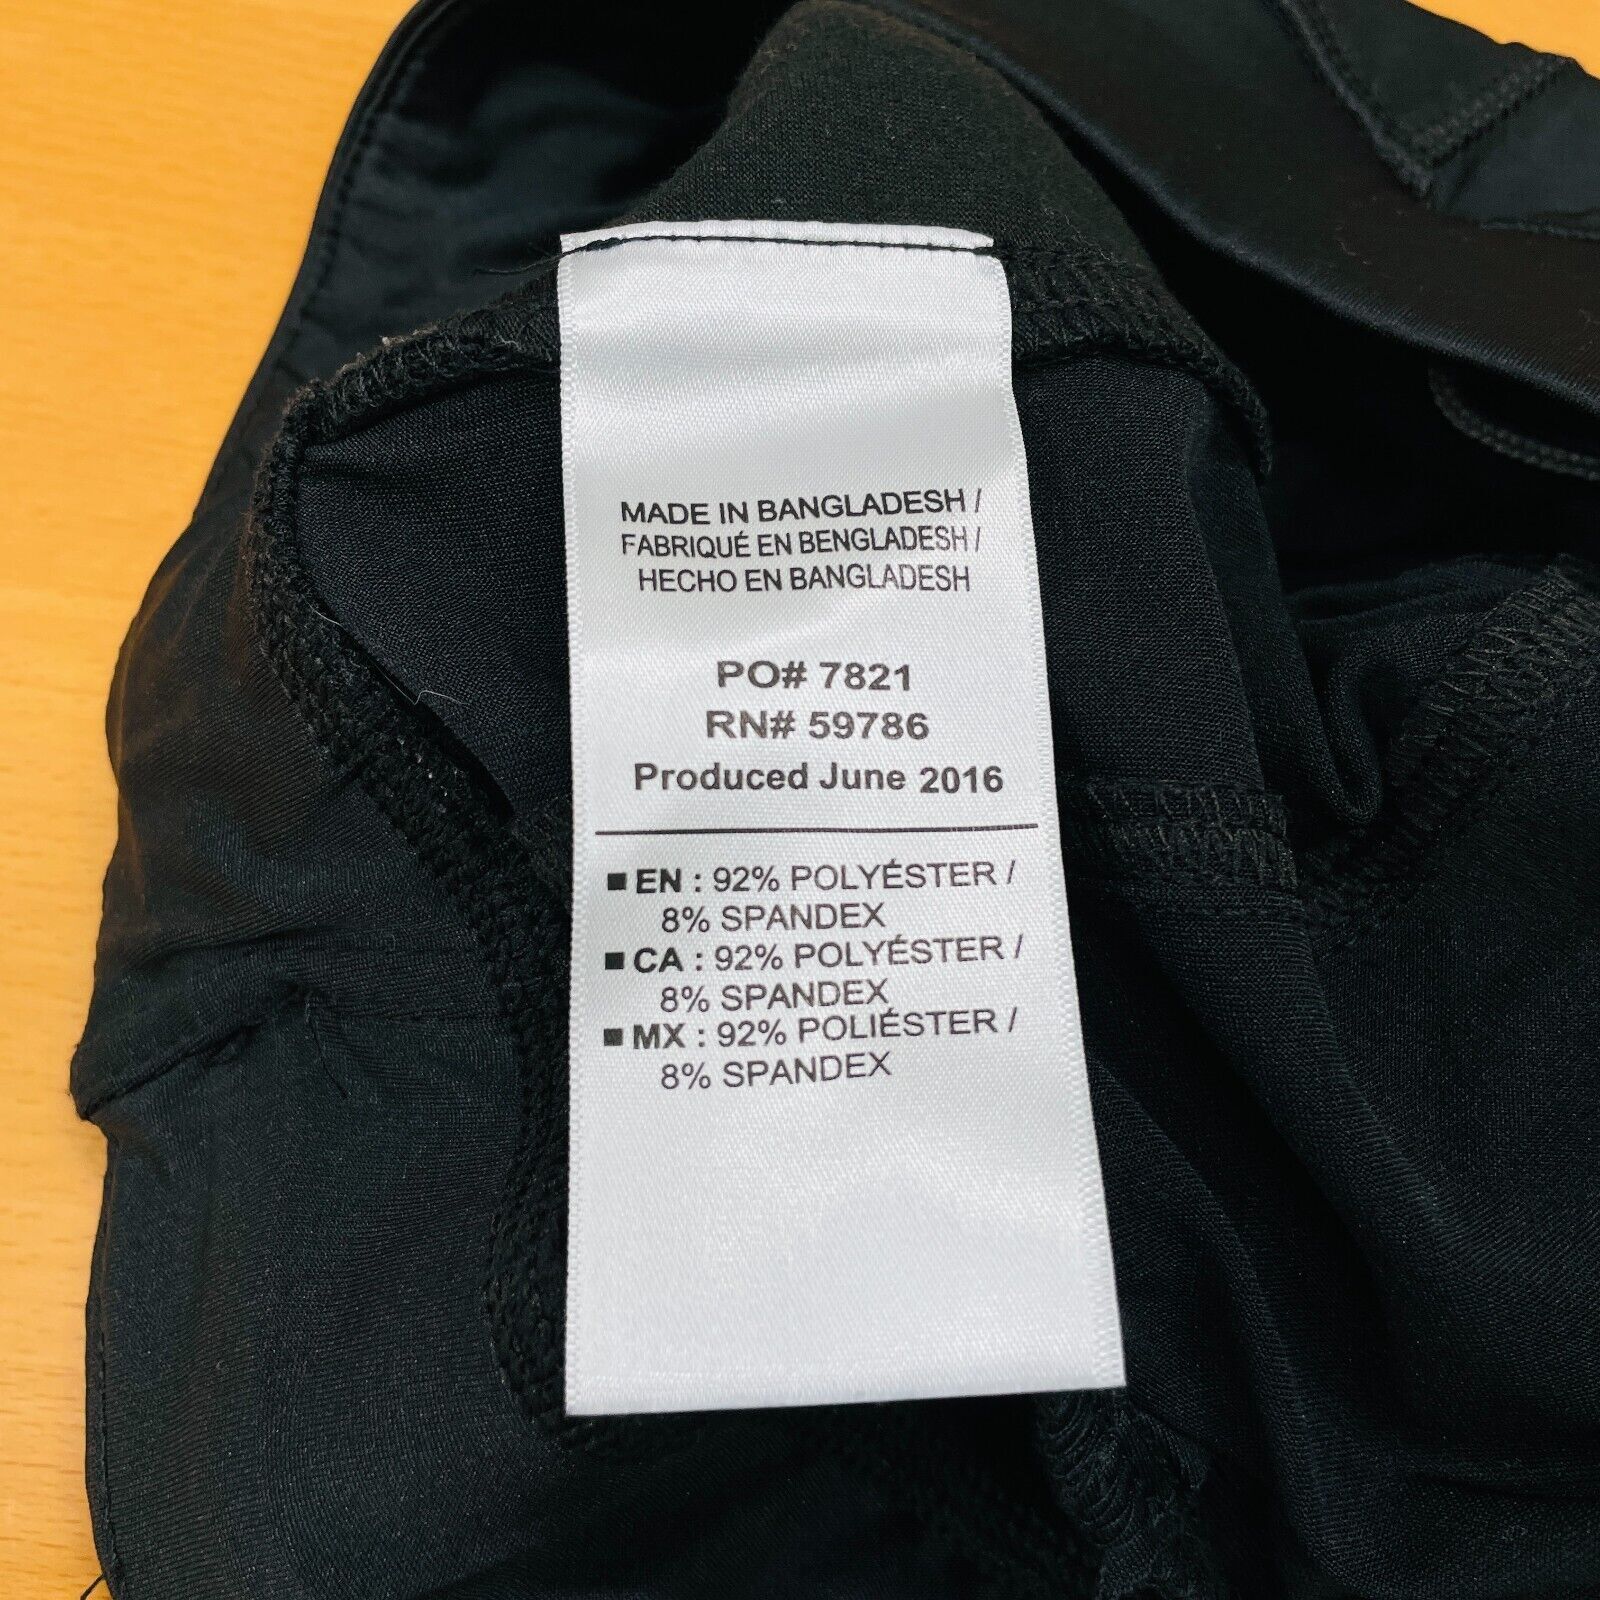 MADE IN BANGLADESH /
FABRIQUÉ EN BENGLADESH /
HECHO EN BANGLADESH
PO# 7821
RN# 59786
Produced June 2016
■ EN : 92% POLYÉSTER /
8% SPANDEX
■ CA : 92% POLYÉSTER /
8% SPANDEX
■ MX : 92% POLIÉSTER /
8% SPANDEX